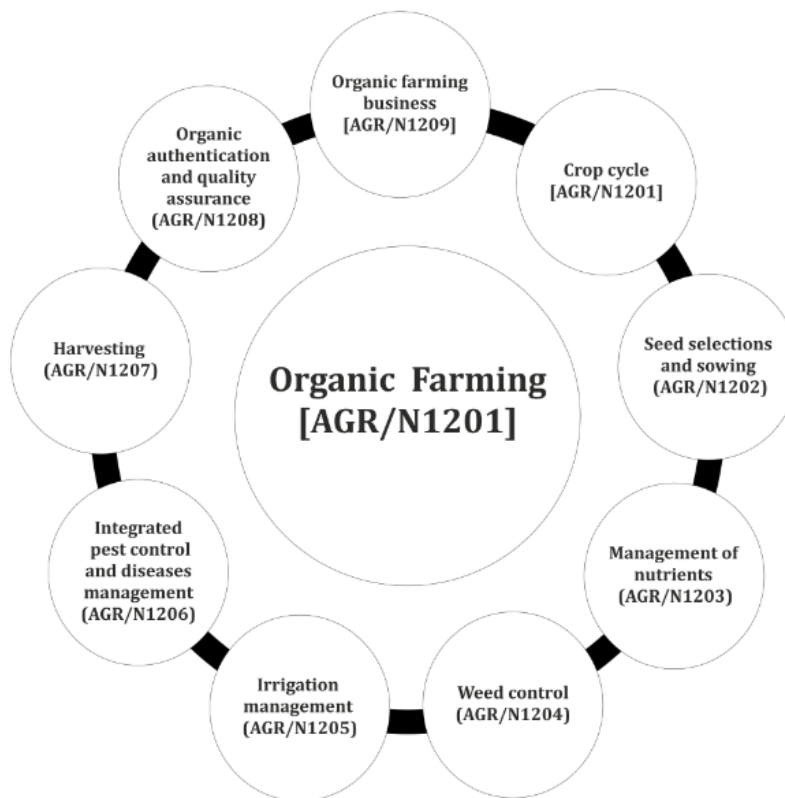 Organic farming
business
[AGR/N1209]
Crop cycle
[AGR/N1201]
Seed selections
and sowing
(AGR/N1202)
Management of
nutrients
(AGR/N1203)
Weed control
(AGR/N1204)
Irrigation
management
(AGR/N1205)
Integrated
pest control
and diseases
management
(AGR/N1206)
Harvesting
(AGR/N1207)
Organic
authentication
and quality
assurance
(AGR/N1208)
Organic Farming
[AGR/N1201]